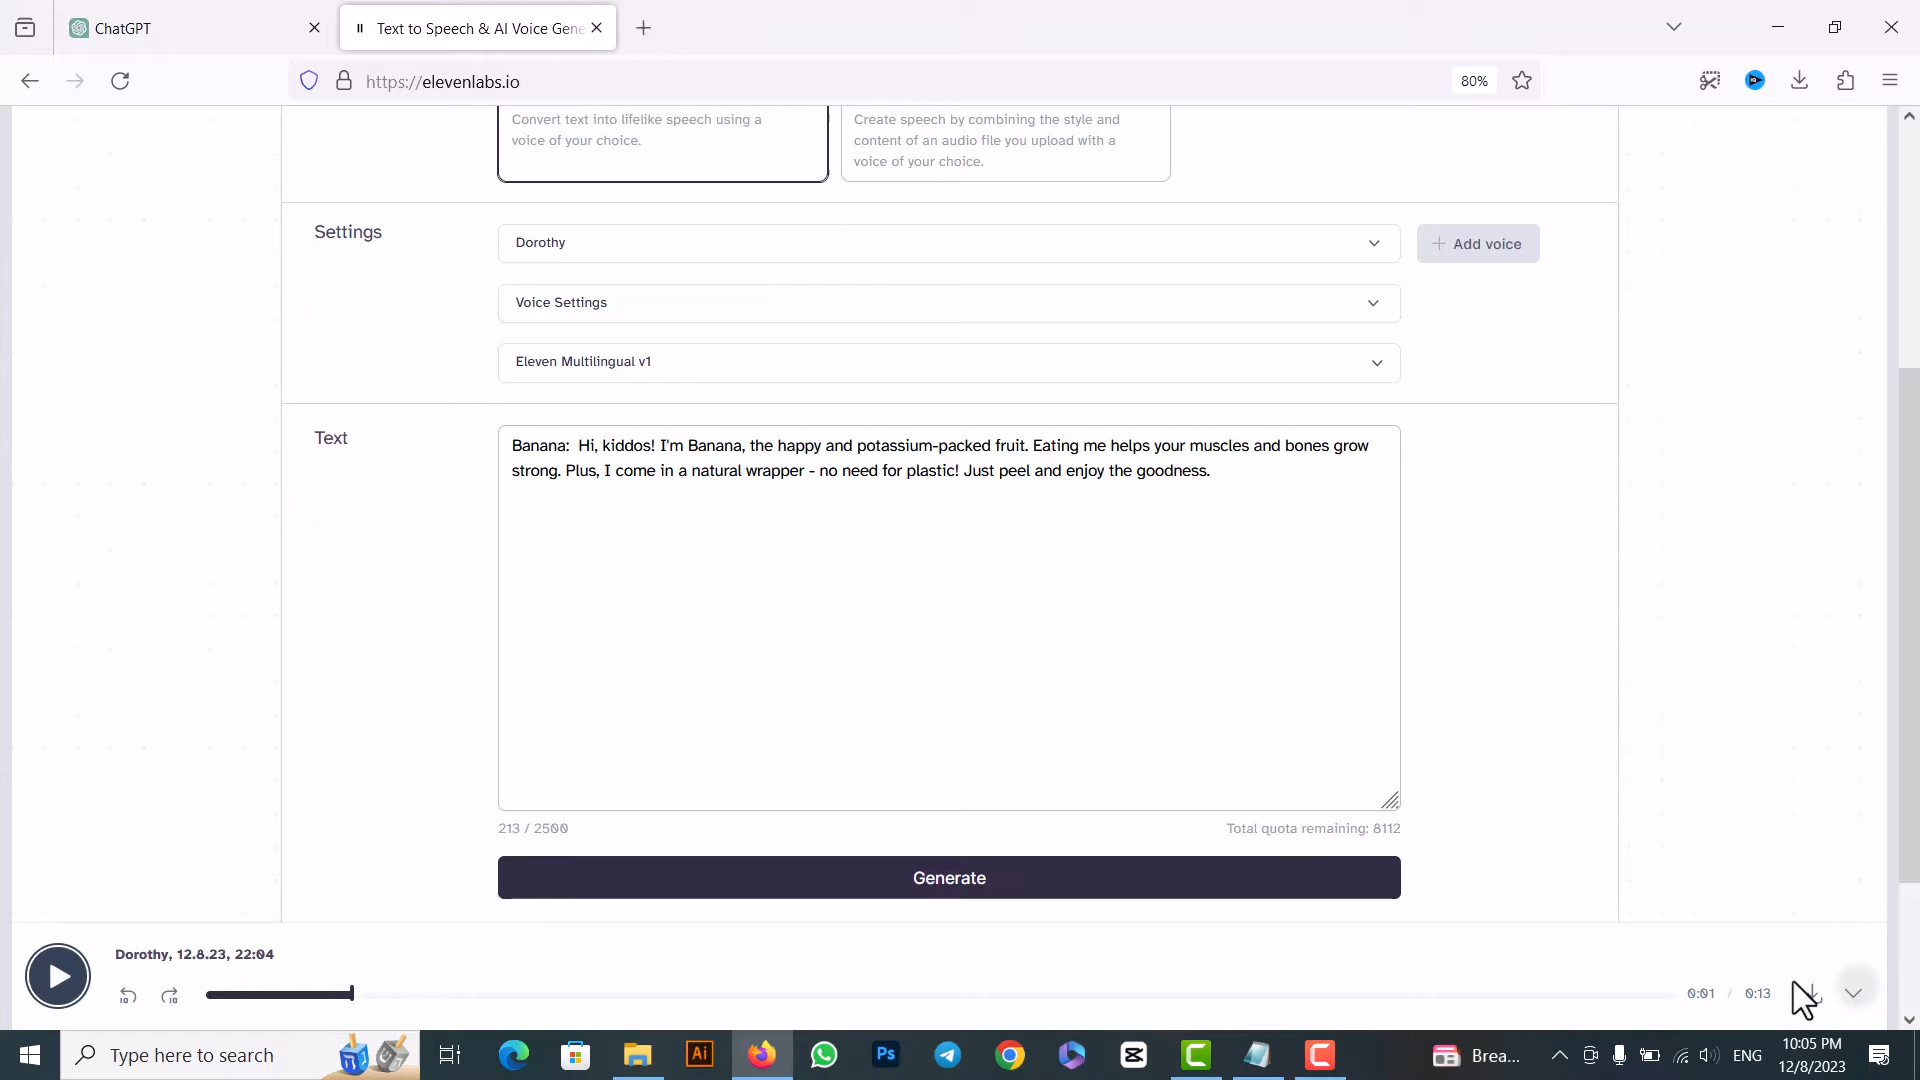 ChatGPT
Text to Speech & AI Voice Gene
https://elevenlabs.io
80%
Convert text into lifelike speech using a
voice of your choice.
Create speech by combining the style and
content of an audio file you upload with a
voice of your choice.
Settings
Dorothy
Add voice
Voice Settings
Eleven Multilingual v1
Text
Banana:  Hi, kiddos! I'm Banana, the happy and potassium-packed fruit. Eating me helps your muscles and bones grow
strong. Plus, I come in a natural wrapper - no need for plastic! Just peel and enjoy the goodness.
213 / 2500
Total quota remaining: 8112
Generate
Dorothy, 12.8.23, 22:04
10
10
0:01 / 0:13
Type here to search
Ai
Ps
Brea...
ENG
10:05 PM
12/8/2023